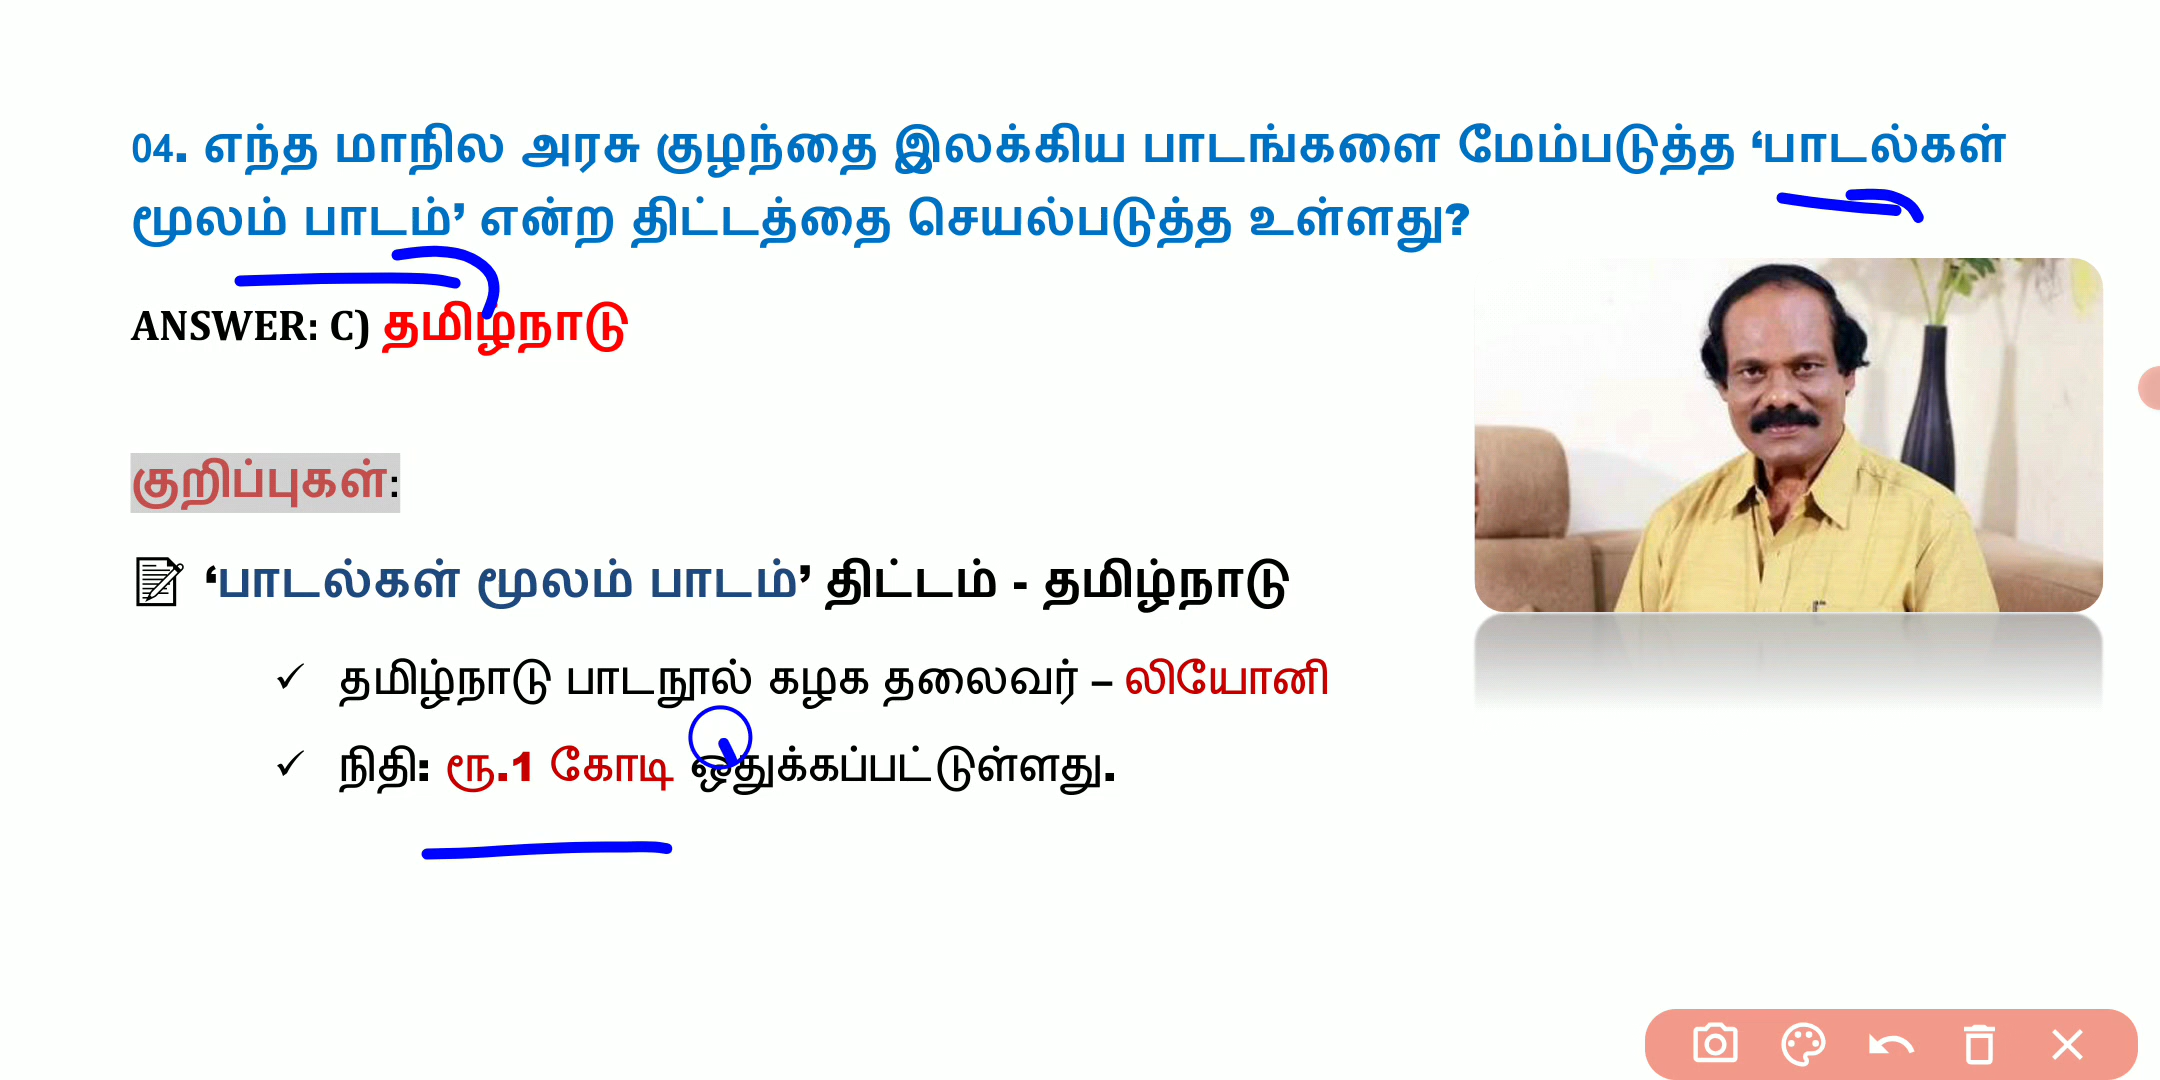 04. எந்த மாநில அரசு குழந்தை இலக்கிய பாடங்களை மேம்படுத்த ‘பாடல்கள்
மூலம் பாடம்’ என்ற திட்டத்தை செயல்படுத்த உள்ளது?
ANSWER: C) தமிழ்நாடு
குறிப்புகள்:
‘பாடல்கள் மூலம் பாடம்’ திட்டம் - தமிழ்நாடு
✓ தமிழ்நாடு பாடநூல் கழக தலைவர் – லியோனி
✓ நிதி: ரூ.1 கோடி ஒதுக்கப்பட்டுள்ளது.